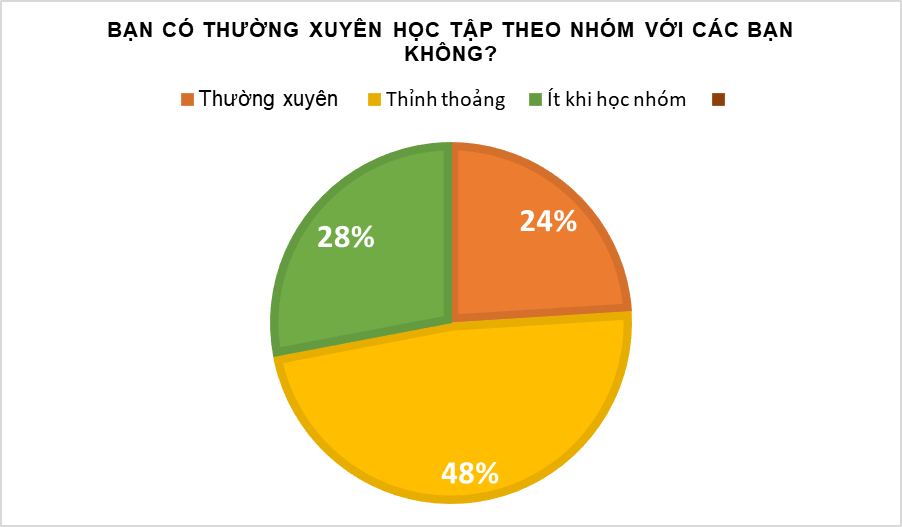 BẠN CÓ THƯỜNG XUYÊN HỌC TẬP THEO NHÓM VỚI CÁC BẠN
KHÔNG?
Thường xuyên Thỉnh thoảng Ít khi học nhóm
24%
28%
48%